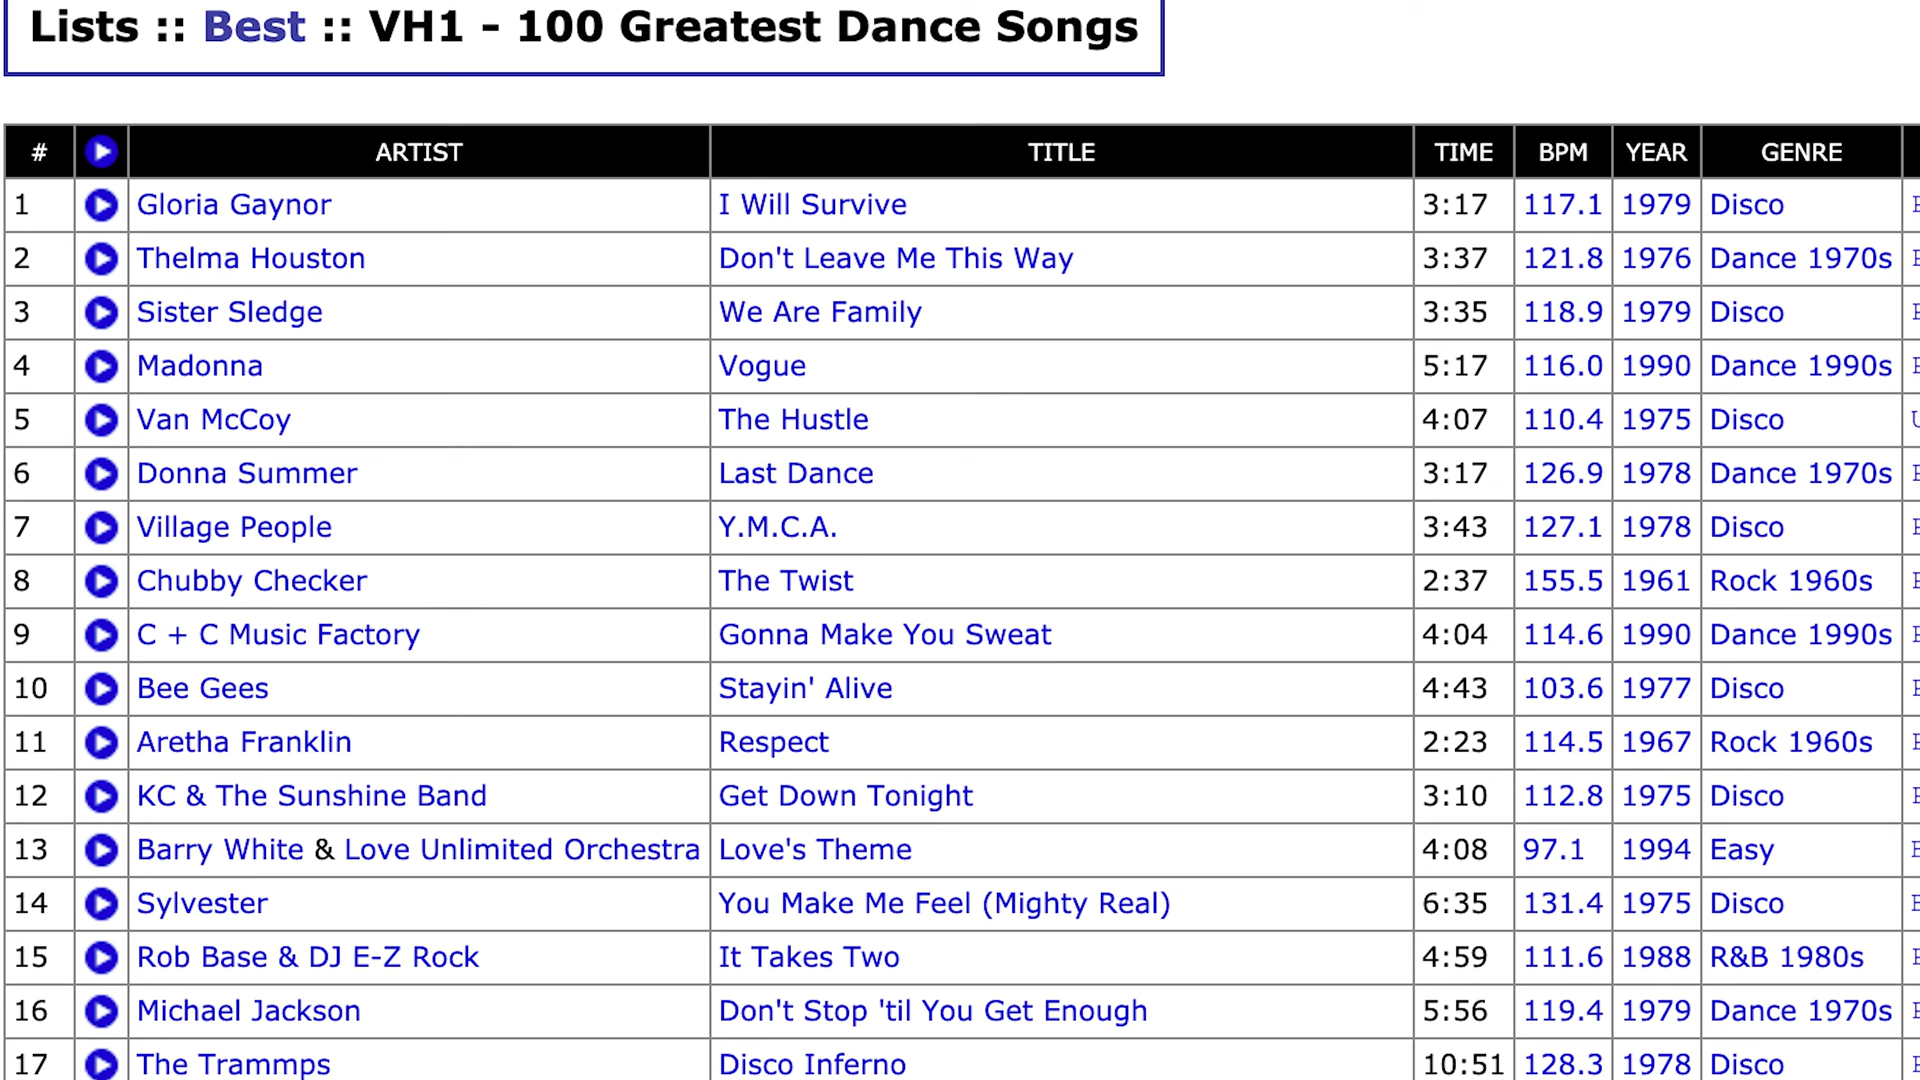 Lists :: Best :: VH1 - 100 Greatest Dance Songs
# ARTIST TITLE TIME BPM YEAR GENRE
1 Gloria Gaynor I Will Survive 3:17 117.1 1979 Disco
2 Thelma Houston Don't Leave Me This Way 3:37 121.8 1976 Dance 1970s
3 Sister Sledge We Are Family 3:35 118.9 1979 Disco
4 Madonna Vogue 5:17 116.0 1990 Dance 1990s
5 Van McCoy The Hustle 4:07 110.4 1975 Disco
6 Donna Summer Last Dance 3:17 126.9 1978 Dance 1970s
7 Village People Y.M.C.A. 3:43 127.1 1978 Disco
8 Chubby Checker The Twist 2:37 155.5 1961 Rock 1960s
9 C + C Music Factory Gonna Make You Sweat 4:04 114.6 1990 Dance 1990s
10 Bee Gees Stayin' Alive 4:43 103.6 1977 Disco
11 Aretha Franklin Respect 2:23 114.5 1967 Rock 1960s
12 KC & The Sunshine Band Get Down Tonight 3:10 112.8 1975 Disco
13 Barry White & Love Unlimited Orchestra Love's Theme 4:08 97.1 1994 Easy
14 Sylvester You Make Me Feel (Mighty Real) 6:35 131.4 1975 Disco
15 Rob Base & DJ E-Z Rock It Takes Two 4:59 111.6 1988 R&B 1980s
16 Michael Jackson Don't Stop 'til You Get Enough 5:56 119.4 1979 Dance 1970s
17 The Trammps Disco Inferno 10:51 128.3 1978 Disco